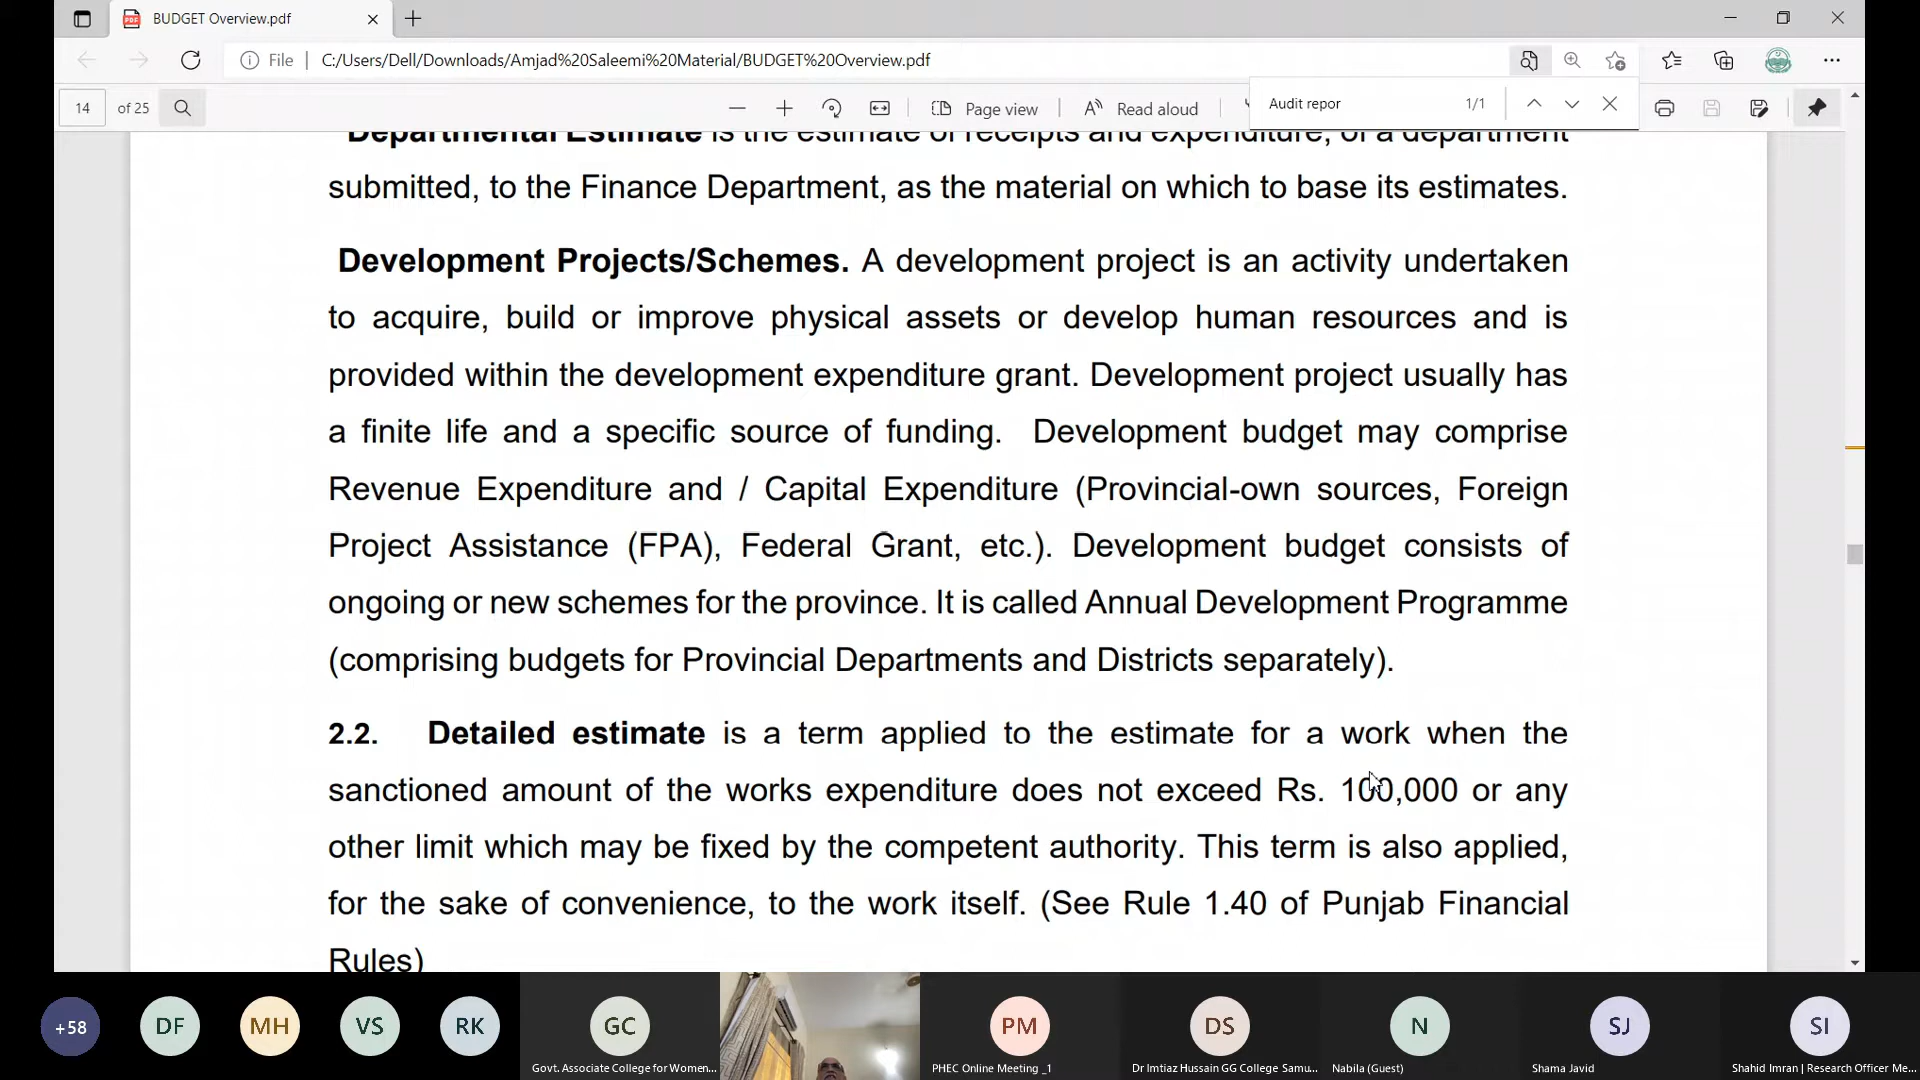 BUDGET Overview.pdf
File C:/Users/Dell/Downloads/Amjad%20Saleemi%20Material/BUDGET%20Overview.pdf
14 of 25 Page view Read aloud
Audit repor 1/1
Departmental Estimate is the estimate of receipts and expenditure, of a department
submitted, to the Finance Department, as the material on which to base its estimates.
Development Projects/Schemes. A development project is an activity undertaken
to acquire, build or improve physical assets or develop human resources and is
provided within the development expenditure grant. Development project usually has
a finite life and a specific source of funding. Development budget may comprise
Revenue Expenditure and / Capital Expenditure (Provincial-own sources, Foreign
Project Assistance (FPA), Federal Grant, etc.). Development budget consists of
ongoing or new schemes for the province. It is called Annual Development Programme
(comprising budgets for Provincial Departments and Districts separately).
2.2. Detailed estimate is a term applied to the estimate for a work when the
sanctioned amount of the works expenditure does not exceed Rs. 100,000 or any
other limit which may be fixed by the competent authority. This term is also applied,
for the sake of convenience, to the work itself. (See Rule 1.40 of Punjab Financial
Rules)
+58 DF MH VS RK GC PM DS N SJ SI
Govt. Associate College for Women... PHEC Online Meeting _1 Dr Imtiaz Hussain GG College Samu... Nabila (Guest) Shama Javid Shahid Imran | Research Officer Me...